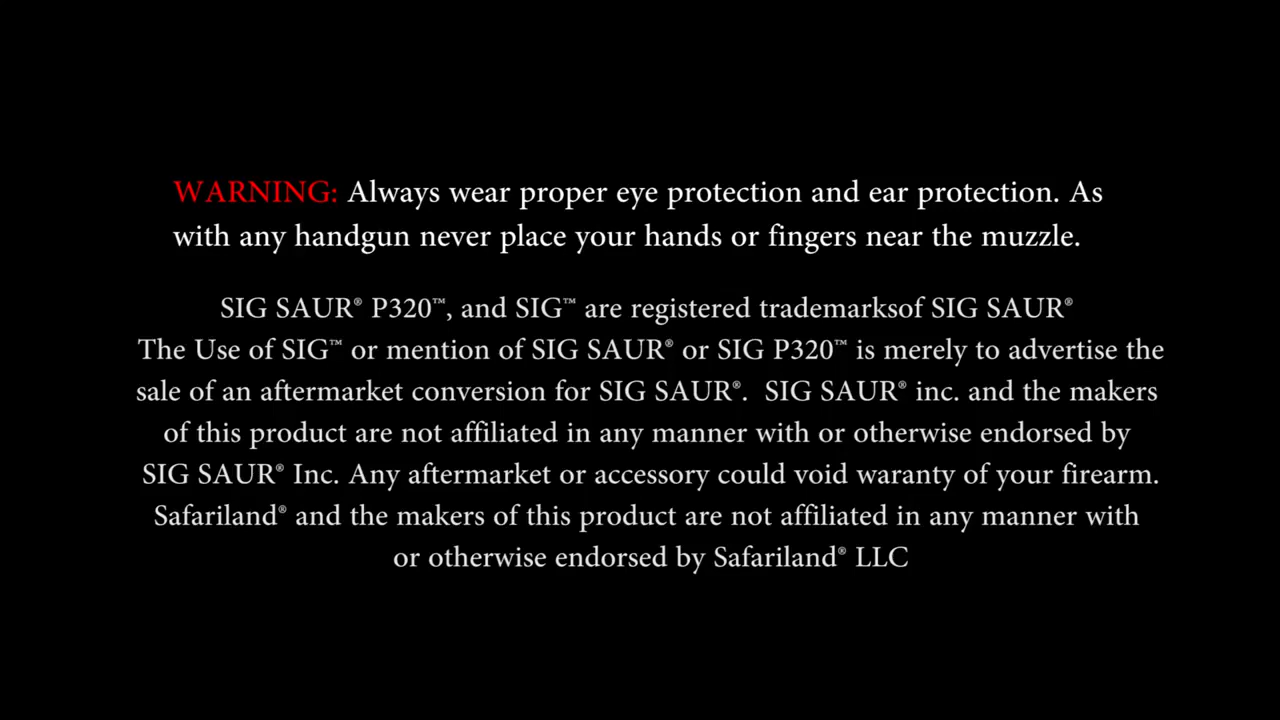 WARNING: Always wear proper eye protection and ear protection. As
with any handgun never place your hands or fingers near the muzzle.
SIG SAUR® P320™, and SIG™ are registered trademarksof SIG SAUR®
The Use of SIG™ or mention of SIG SAUR® or SIG P320™ is merely to advertise the
sale of an aftermarket conversion for SIG SAUR®.  SIG SAUR® inc. and the makers
of this product are not affiliated in any manner with or otherwise endorsed by
SIG SAUR® Inc. Any aftermarket or accessory could void waranty of your firearm.
Safariland® and the makers of this product are not affiliated in any manner with
or otherwise endorsed by Safariland® LLC